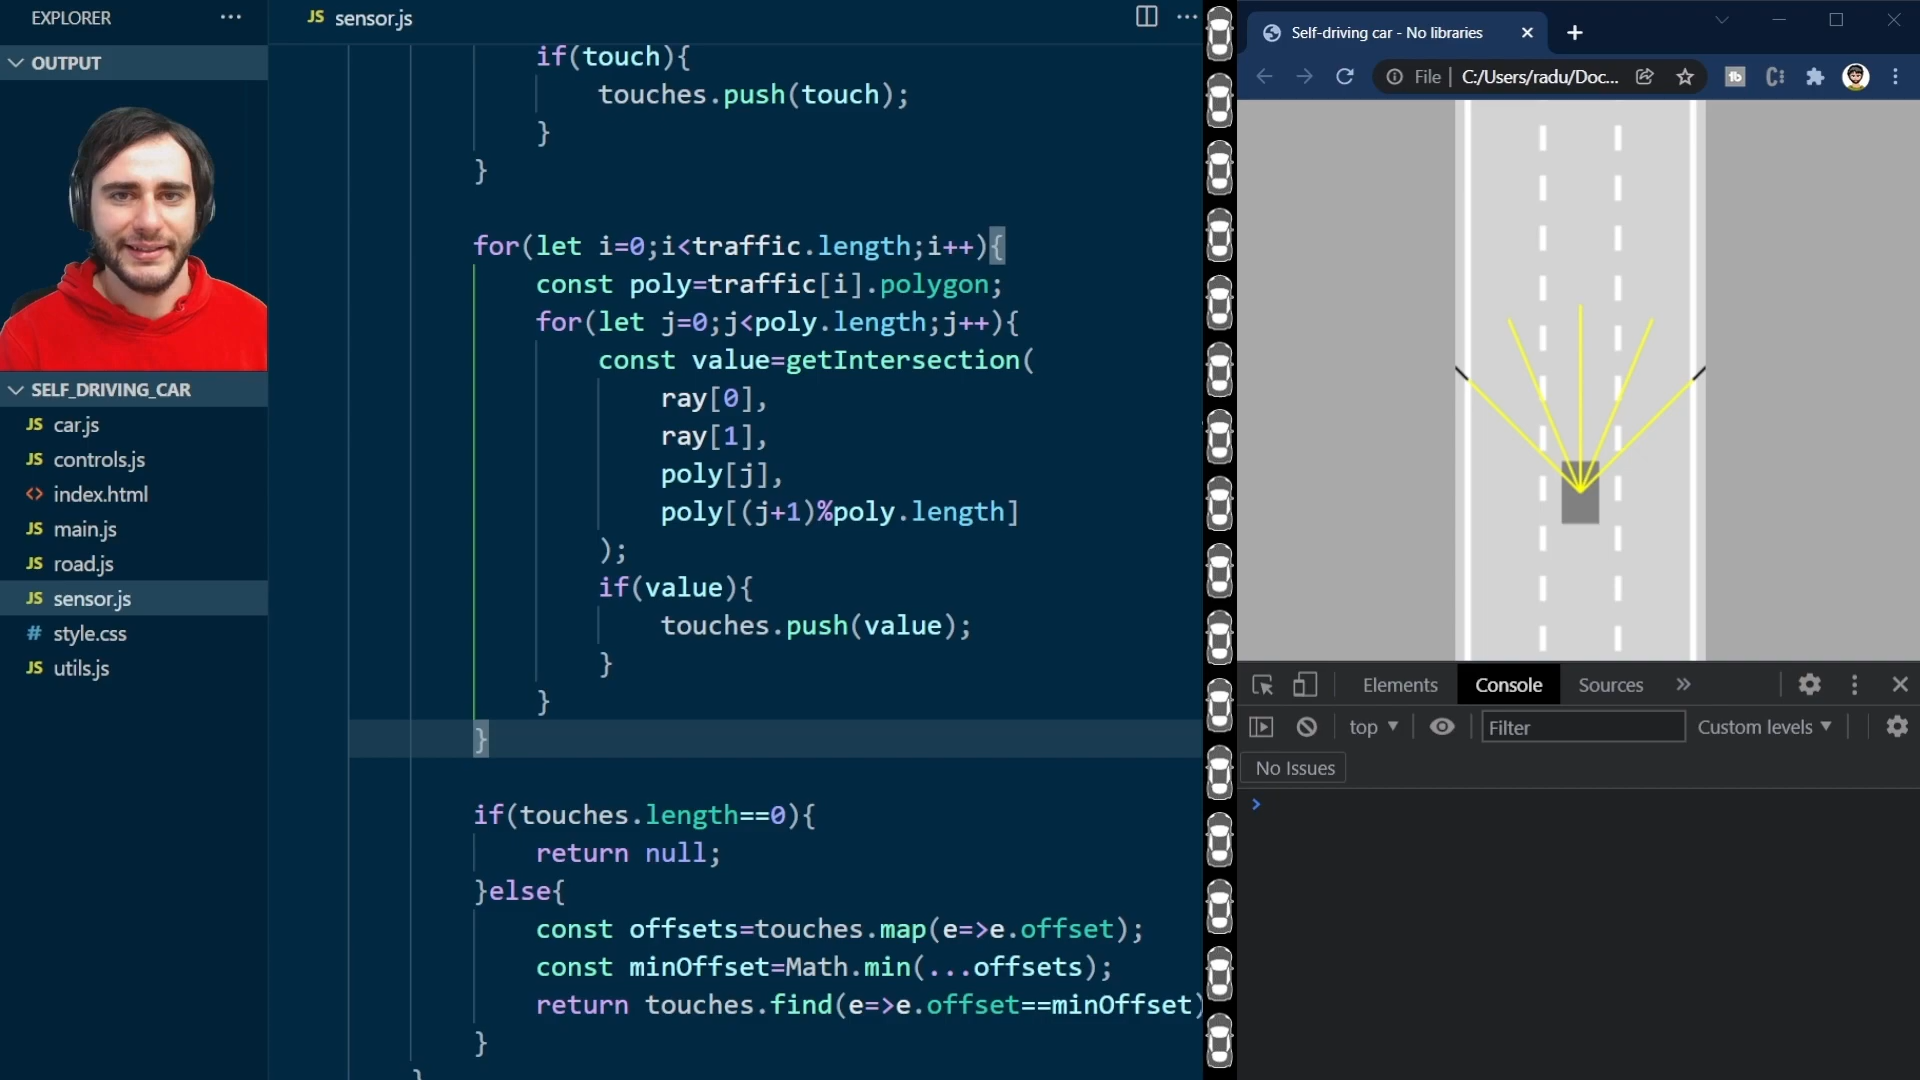 EXPLORER
OUTPUT
SELF_DRIVING_CAR
JS car.js
JS controls.js
<> index.html
JS main.js
JS road.js
JS sensor.js
# style.css
JS utils.js
JS sensor.js
if(touch){
touches.push(touch);
}
}
for(let i=0;i<traffic.length;i++){
const poly=traffic[i].polygon;
for(let j=0;j<poly.length;j++){
const value=getIntersection(
ray[0],
ray[1],
poly[j],
poly[(j+1)%poly.length]
);
if(value){
touches.push(value);
}
}
}
if(touches.length==0){
return null;
}else{
const offsets=touches.map(e=>e.offset);
const minOffset=Math.min(...offsets);
return touches.find(e=>e.offset==minOffset)
}
}
Self-driving car - No libraries
File | C:/Users/radu/Doc...
tb
Elements Console Sources
top Filter Custom levels
No Issues